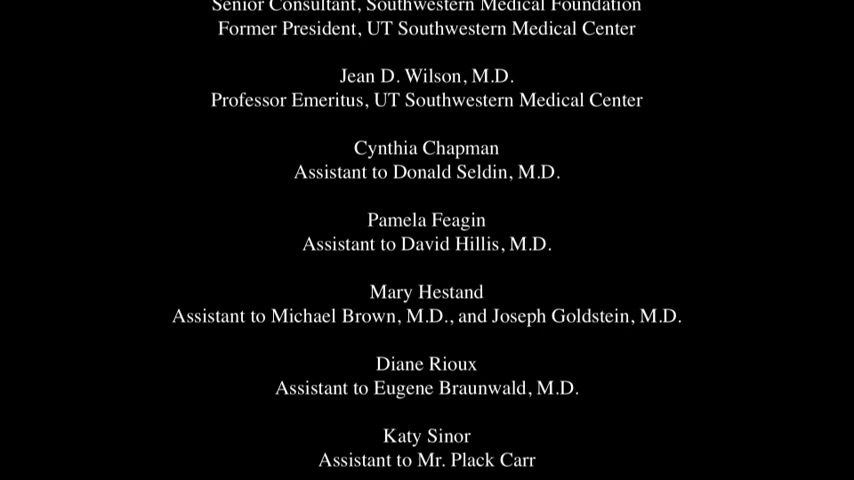 Senior Consultant, Southwestern Medical Foundation
Former President, UT Southwestern Medical Center
Jean D. Wilson, M.D.
Professor Emeritus, UT Southwestern Medical Center
Cynthia Chapman
Assistant to Donald Seldin, M.D.
Pamela Feagin
Assistant to David Hillis, M.D.
Mary Hestand
Assistant to Michael Brown, M.D., and Joseph Goldstein, M.D.
Diane Rioux
Assistant to Eugene Braunwald, M.D.
Katy Sinor
Assistant to Mr. Plack Carr